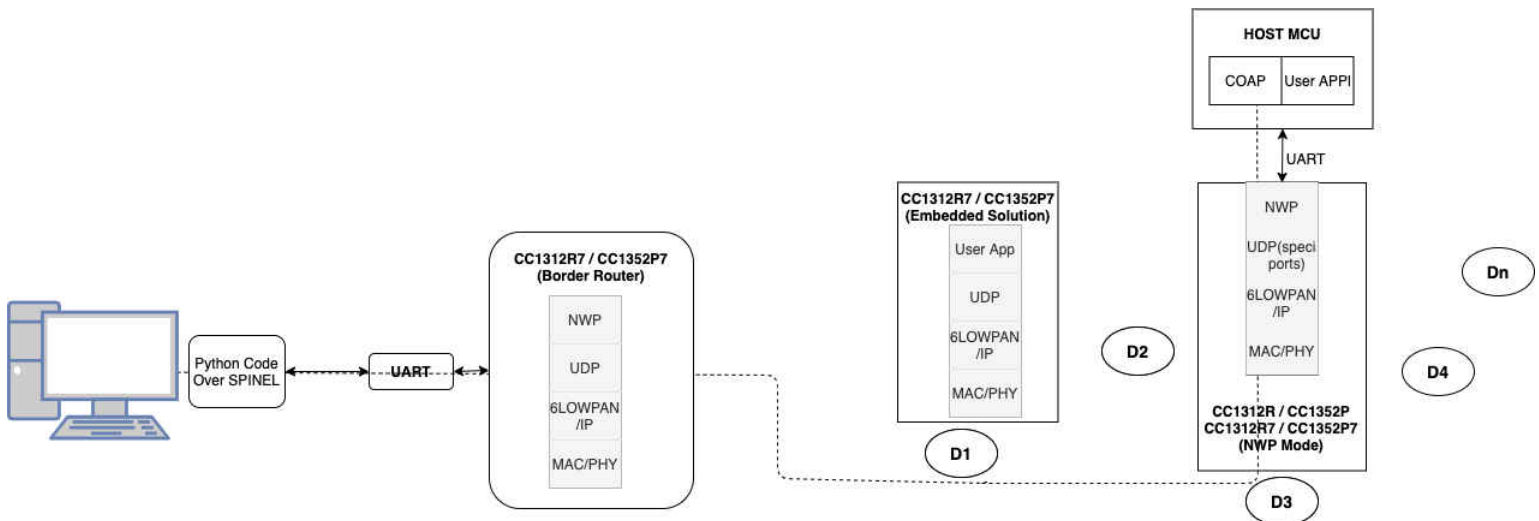 HOST MCU
COAP
User APPI
UART
CC1312R7 / CC1352P7
(Embedded Solution)
User App
UDP
6LOWPAN
/IP
MAC/PHY
D1
D2
NWP
UDP(speci
ports)
6LOWPAN
/IP
MAC/PHY
CC1312R / CC1352P
CC1312R7 / CC1352P7
(NWP Mode)
D3
D4
Dn
CC1312R7 / CC1352P7
(Border Router)
NWP
UDP
6LOWPAN
/IP
MAC/PHY
Python Code
Over SPINEL
UART